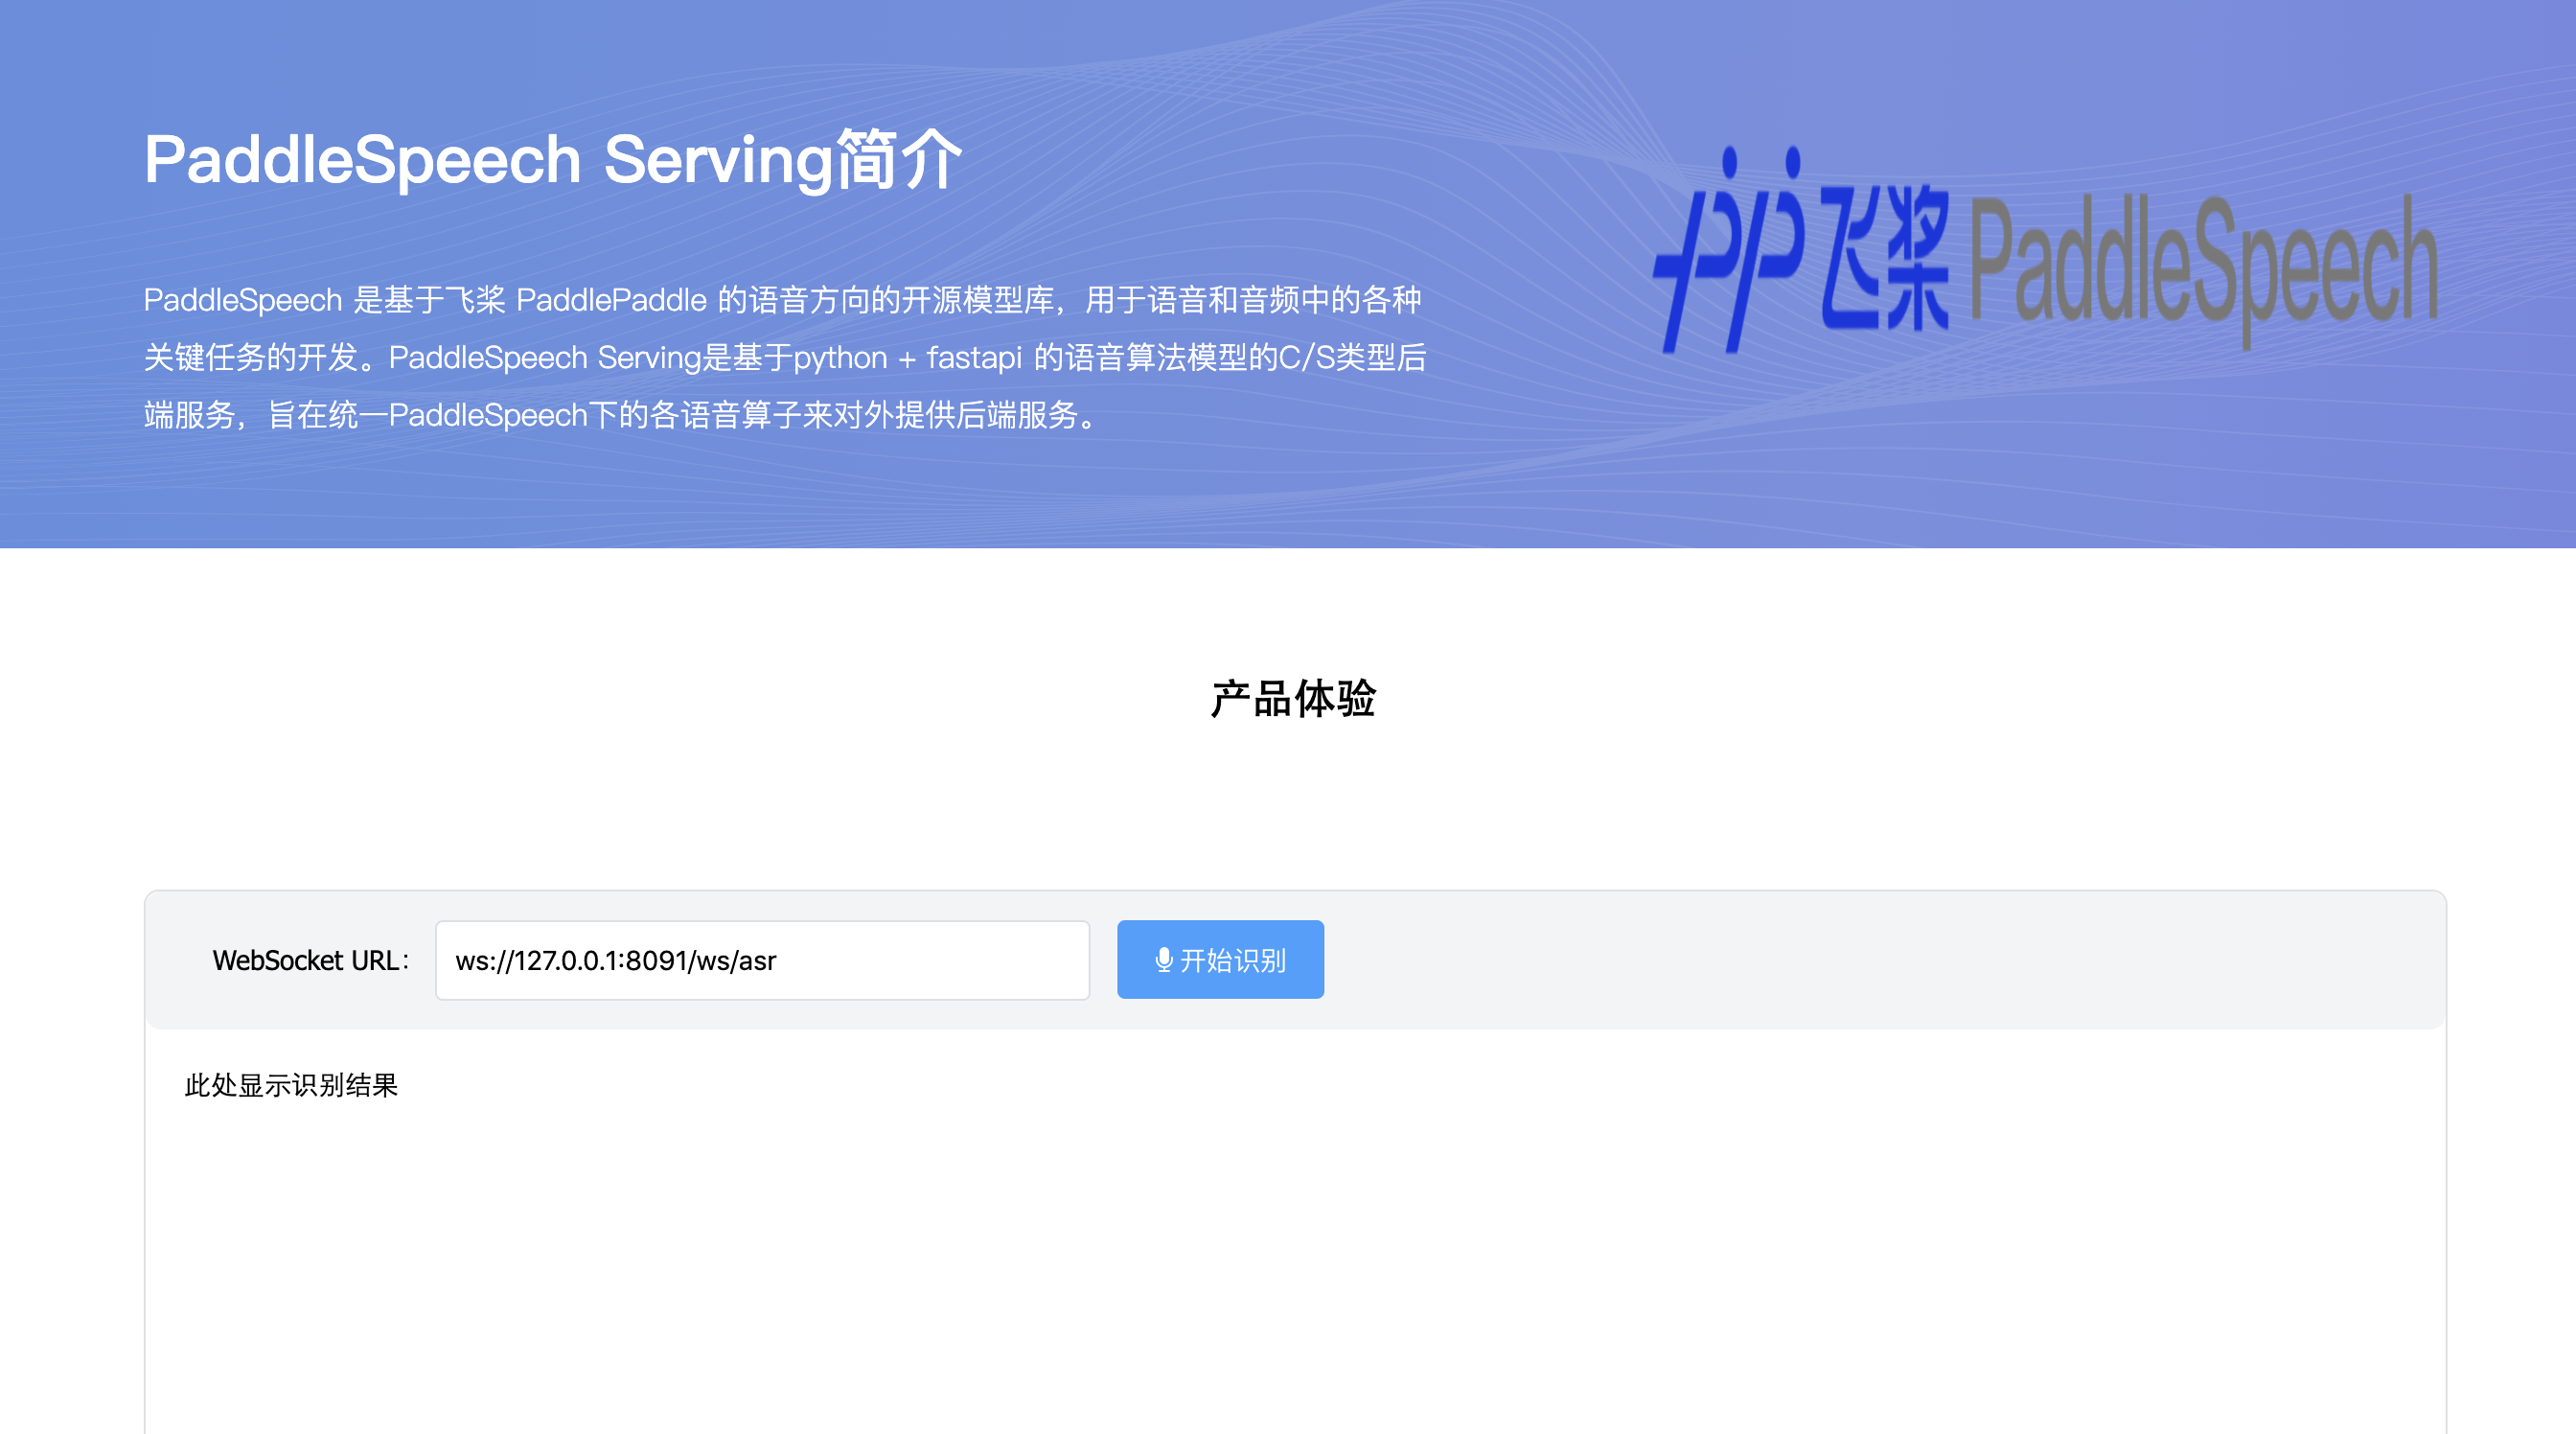 PaddleSpeech Serving简介
飞桨 PaddleSpeech
PaddleSpeech 是基于飞桨 PaddlePaddle 的语音方向的开源模型库，用于语音和音频中的各种
关键任务的开发。PaddleSpeech Serving是基于python + fastapi 的语音算法模型的C/S类型后
端服务，旨在统一PaddleSpeech下的各语音算子来对外提供后端服务。
产品体验
WebSocket URL：
ws://127.0.0.1:8091/ws/asr
开始识别
此处显示识别结果